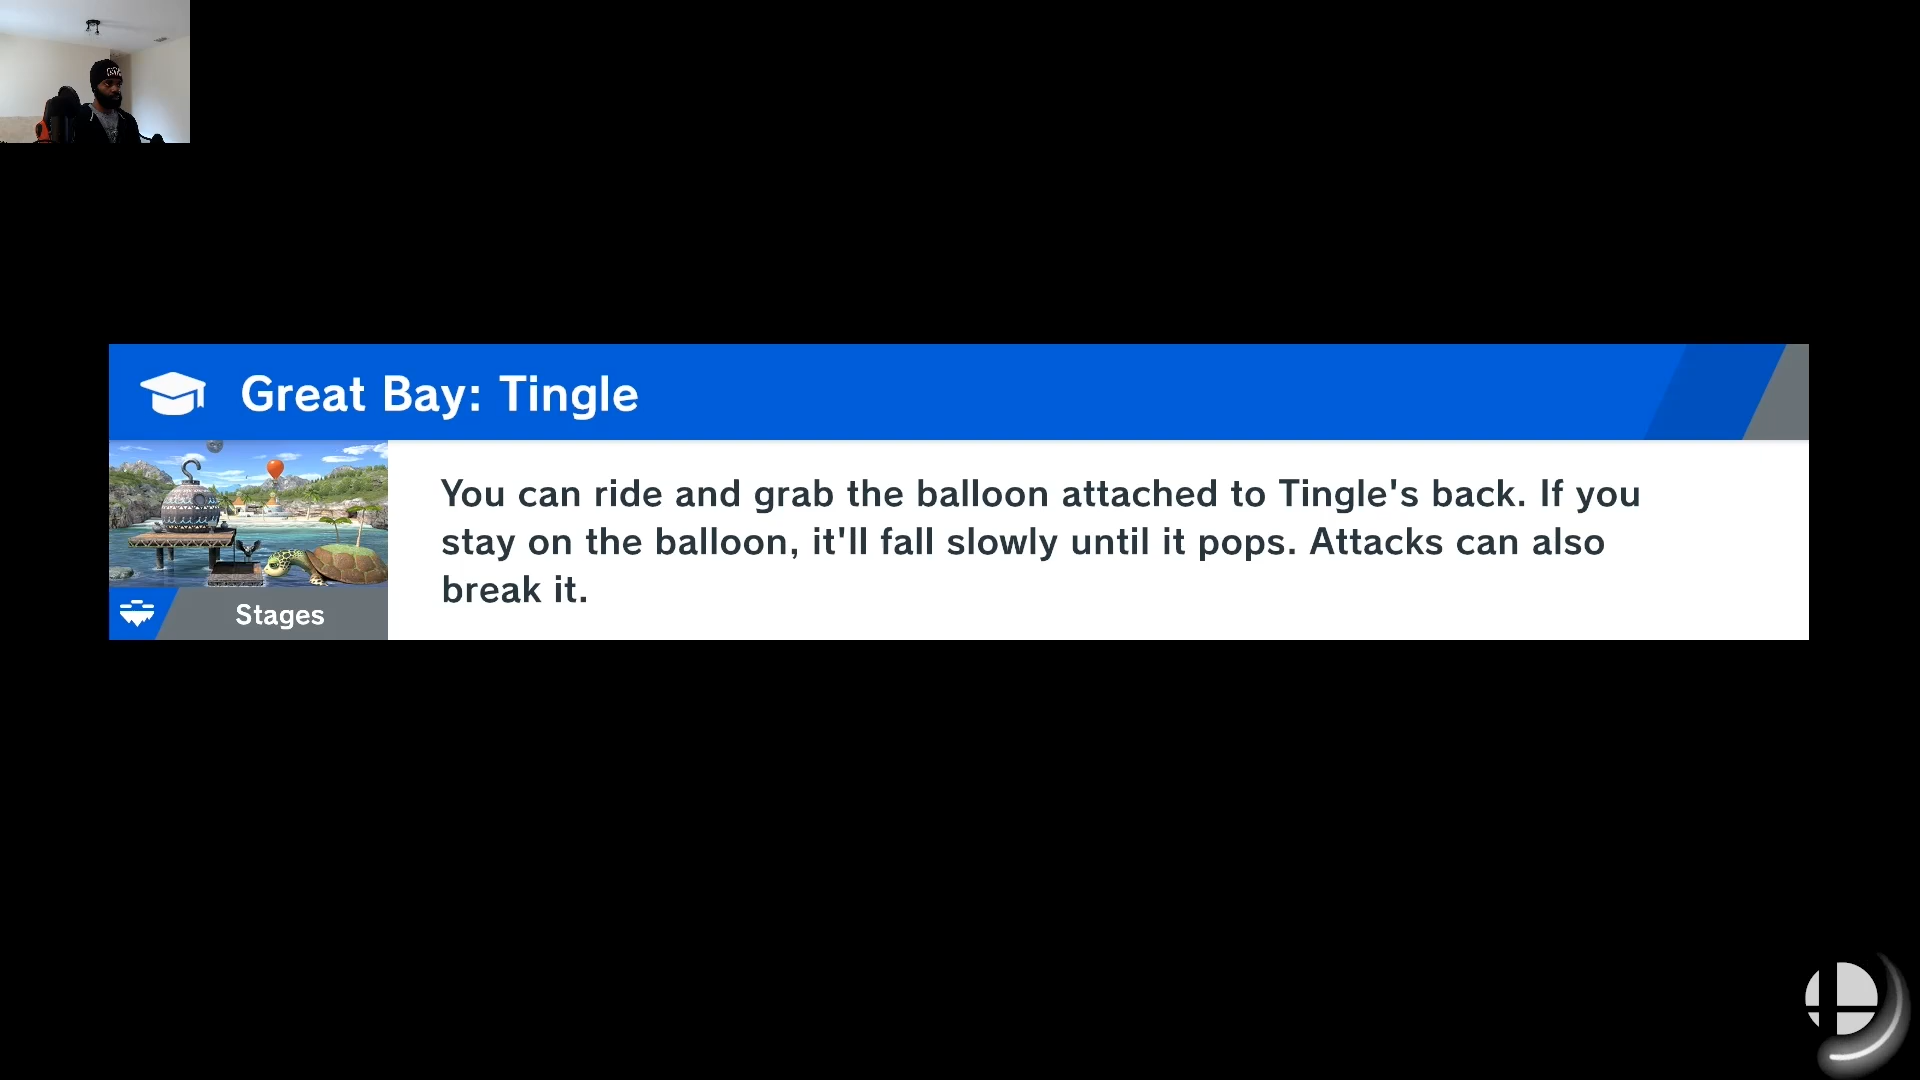 Great Bay: Tingle
You can ride and grab the balloon attached to Tingle's back. If you
stay on the balloon, it'll fall slowly until it pops. Attacks can also
break it.
Stages